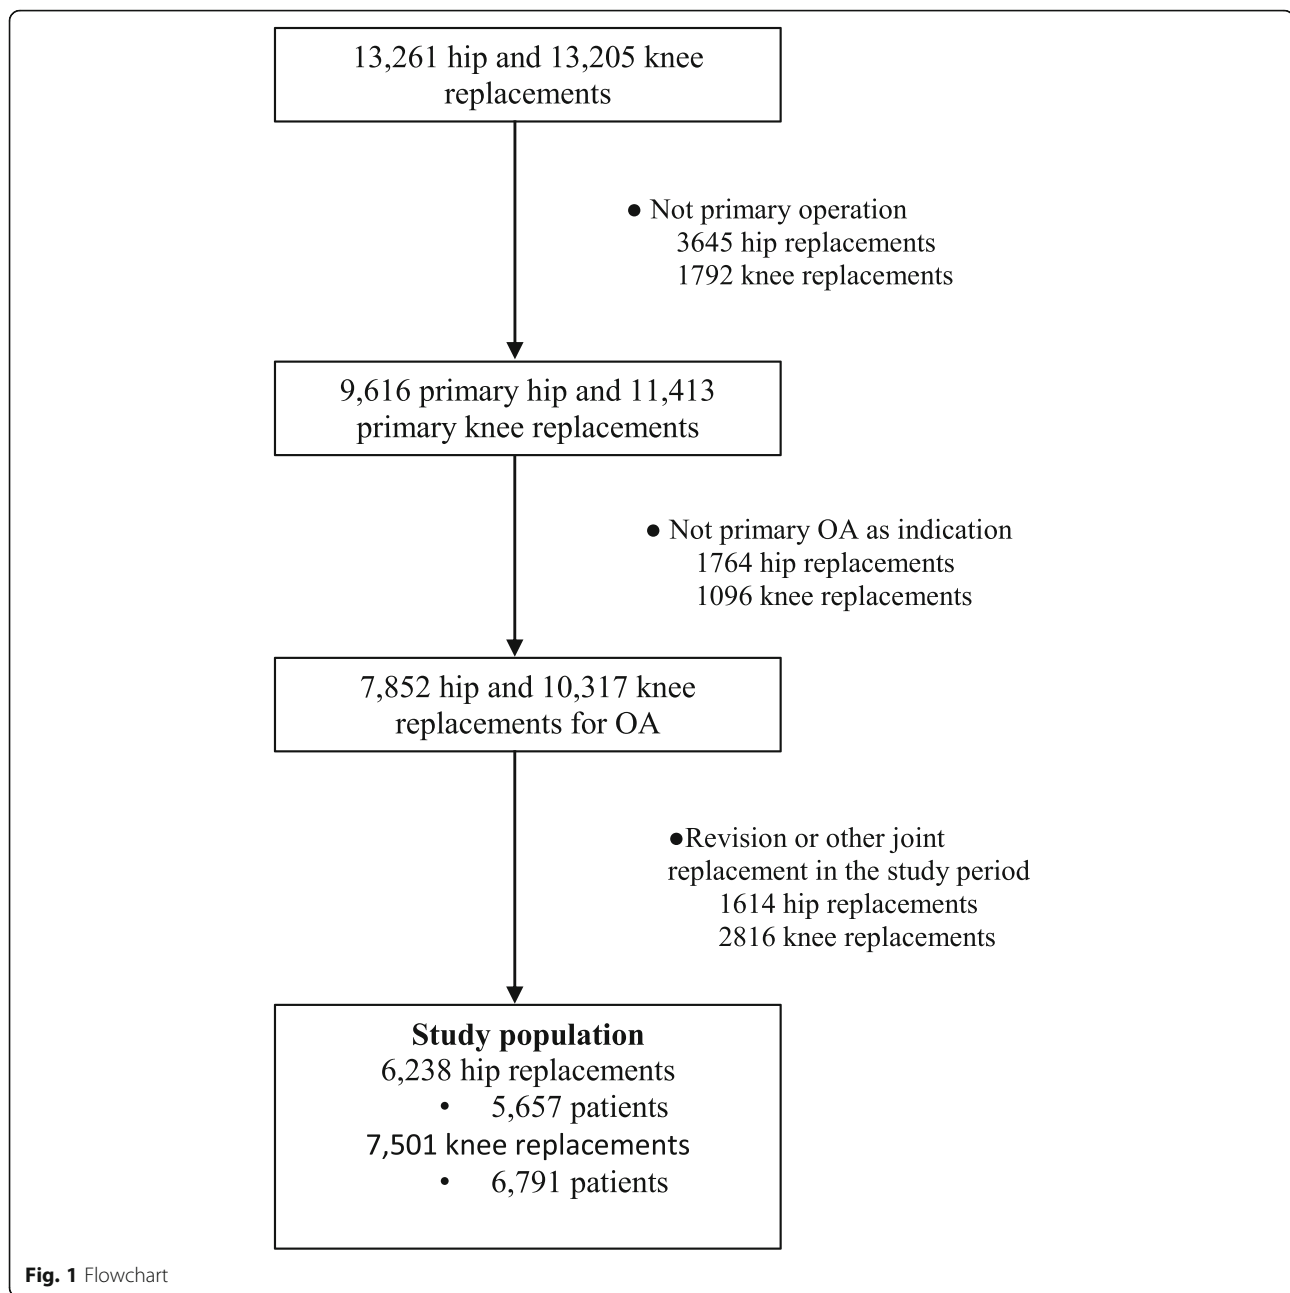 13,261 hip and 13,205 knee
replacements
● Not primary operation
3645 hip replacements
1792 knee replacements
9,616 primary hip and 11,413
primary knee replacements
● Not primary OA as indication
1764 hip replacements
1096 knee replacements
7,852 hip and 10,317 knee
replacements for OA
●Revision or other joint
replacement in the study period
1614 hip replacements
2816 knee replacements
Study population
6,238 hip replacements
• 5,657 patients
7,501 knee replacements
• 6,791 patients
Fig. 1 Flowchart